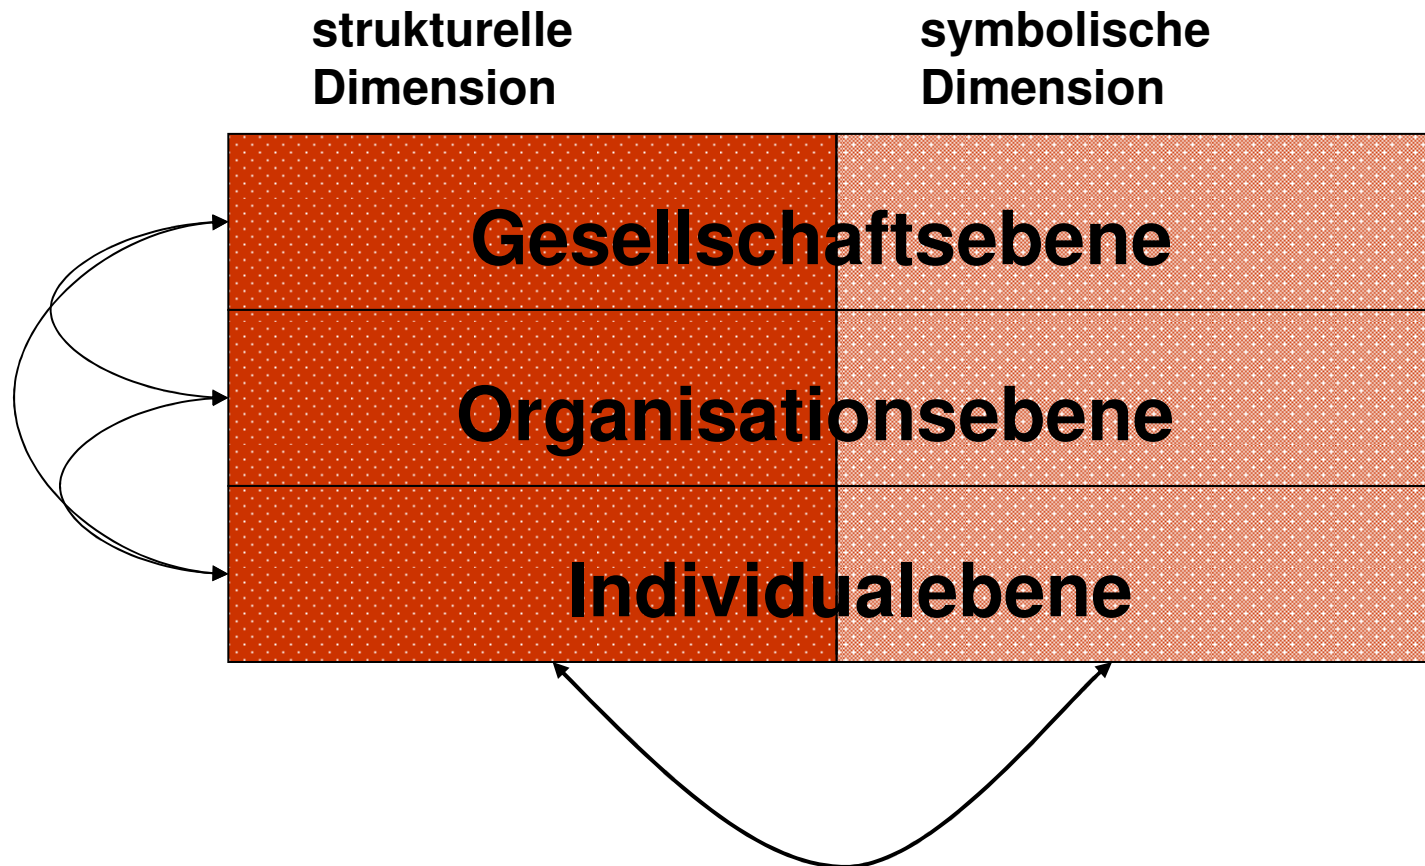 strukturelle
Dimension
symbolische
Dimension
Gesellschaftsebene
Organisationsebene
Individualebene